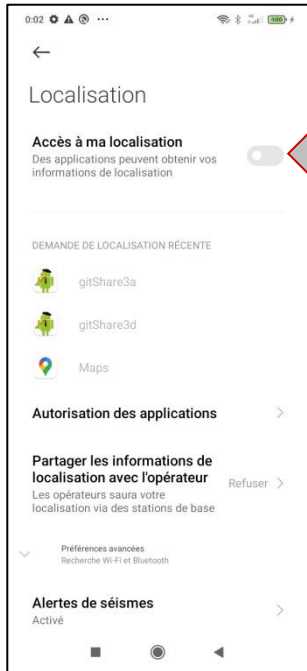 0:02 ...
100
Localisation
Accès à ma localisation
Des applications peuvent obtenir vos
informations de localisation
DEMANDE DE LOCALISATION RÉCENTE
gitShare3a
gitShare3d
Maps
Autorisation des applications
Partager les informations de
localisation avec l'opérateur
Refuser
Les opérateurs saura votre
localisation via des stations de base
Préférences avancées
Recherche Wi-Fi et Bluetooth
Alertes de séismes
Activé